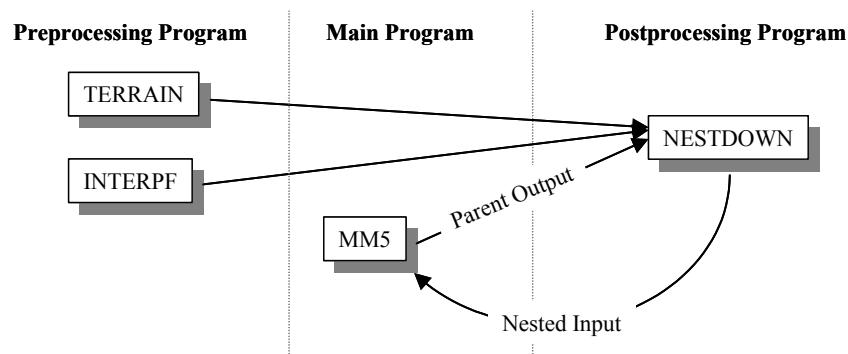 Preprocessing Program
Main Program
Postprocessing Program
TERRAIN
INTERPF
NESTDOWN
Parent Output
MM5
Nested Input